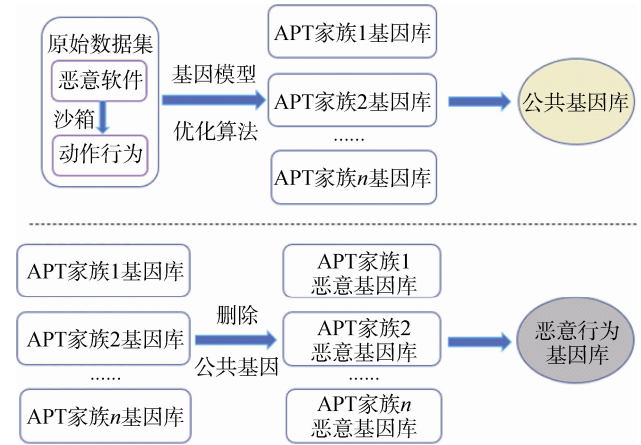 原始数据集
恶意软件
沙箱
动作行为
基因模型
优化算法
APT家族1基因库
APT家族2基因库
......
APT家族n基因库
公共基因库
APT家族1基因库
APT家族2基因库
......
APT家族n基因库
删除
公共基因
APT家族1
恶意基因库
APT家族2
恶意基因库
......
APT家族n
恶意基因库
恶意行为
基因库